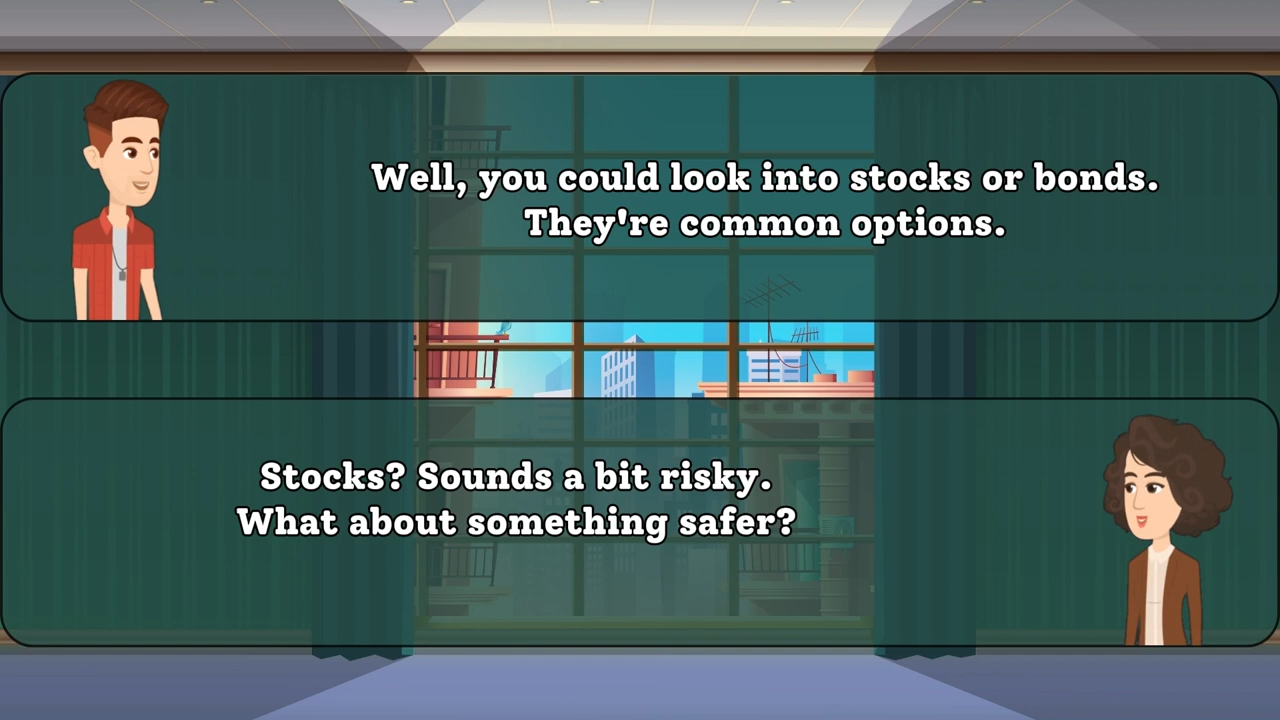 Well, you could look into stocks or bonds.
They're common options.
Stocks? Sounds a bit risky.
What about something safer?